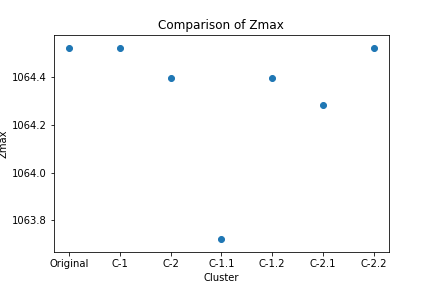 Comparison of Zmax
1064.4
1064.2
1064.0
1063.8
Zmax
Original C-1 C-2 C-1.1 C-1.2 C-2.1 C-2.2
Cluster